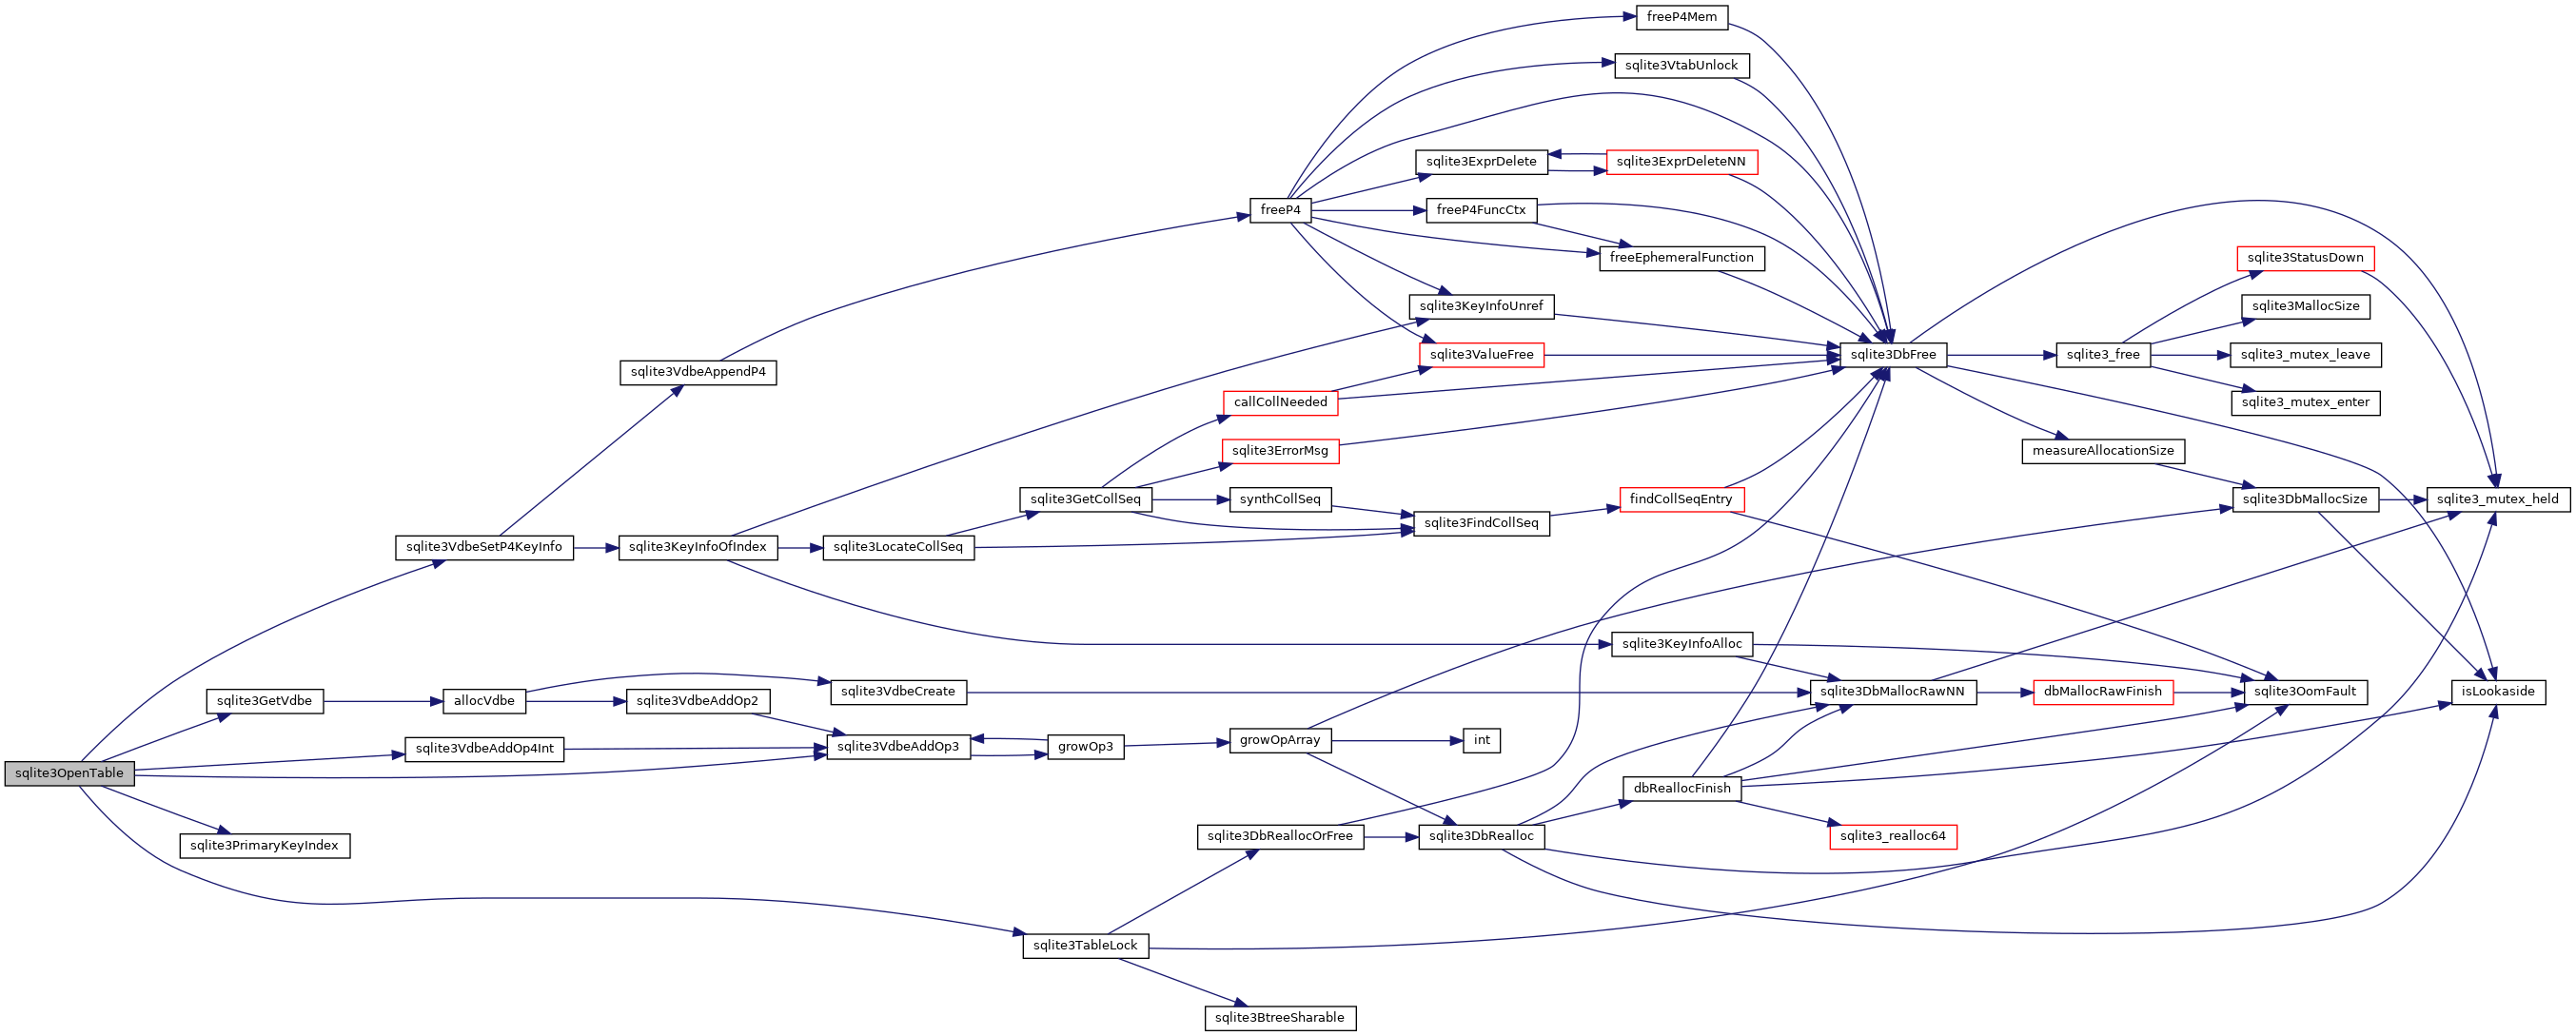 freeP4Mem
sqlite3VtabUnlock
sqlite3ExprDelete
sqlite3ExprDeleteNN
freeP4
freeP4FuncCtx
freeEphemeralFunction
sqlite3StatusDown
sqlite3KeyInfoUnref
sqlite3MallocSize
sqlite3ValueFree
sqlite3DbFree
sqlite3_free
sqlite3_mutex_leave
sqlite3VdbeAppendP4
callCollNeeded
sqlite3_mutex_enter
sqlite3ErrorMsg
measureAllocationSize
sqlite3GetCollSeq
synthCollSeq
findCollSeqEntry
sqlite3DbMallocSize
sqlite3_mutex_held
sqlite3FindCollSeq
sqlite3VdbeSetP4KeyInfo
sqlite3KeyInfoOfIndex
sqlite3LocateCollSeq
sqlite3KeyInfoAlloc
sqlite3GetVdbe
allocVdbe
sqlite3VdbeAddOp2
sqlite3VdbeCreate
sqlite3DbMallocRawNN
dbMallocRawFinish
sqlite3OomFault
isLookaside
sqlite3VdbeAddOp4Int
sqlite3VdbeAddOp3
growOp3
growOpArray
int
sqlite3OpenTable
dbReallocFinish
sqlite3PrimaryKeyIndex
sqlite3DbReallocOrFree
sqlite3DbRealloc
sqlite3_realloc64
sqlite3TableLock
sqlite3BtreeSharable